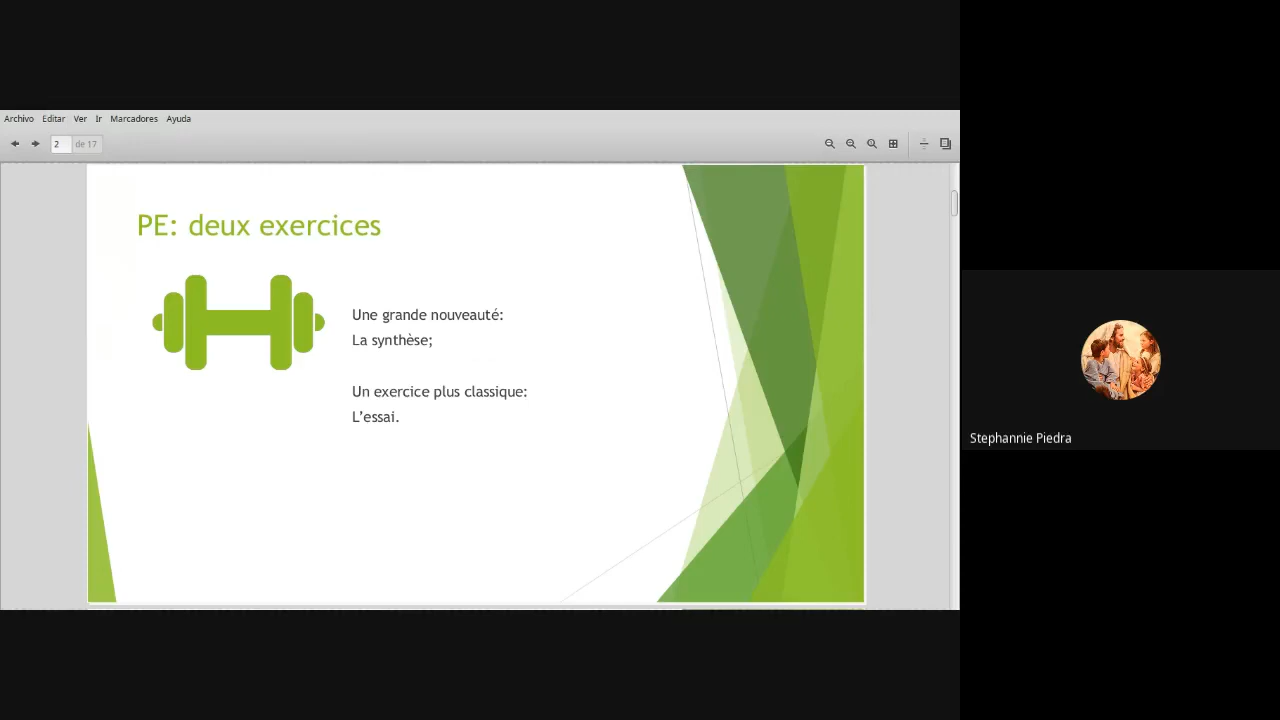 Archivo Editar Ver Ir Marcadores Ayuda
2 de 17
PE: deux exercices
Une grande nouveauté:
La synthèse;
Un exercice plus classique:
L'essai.
Stephannie Piedra